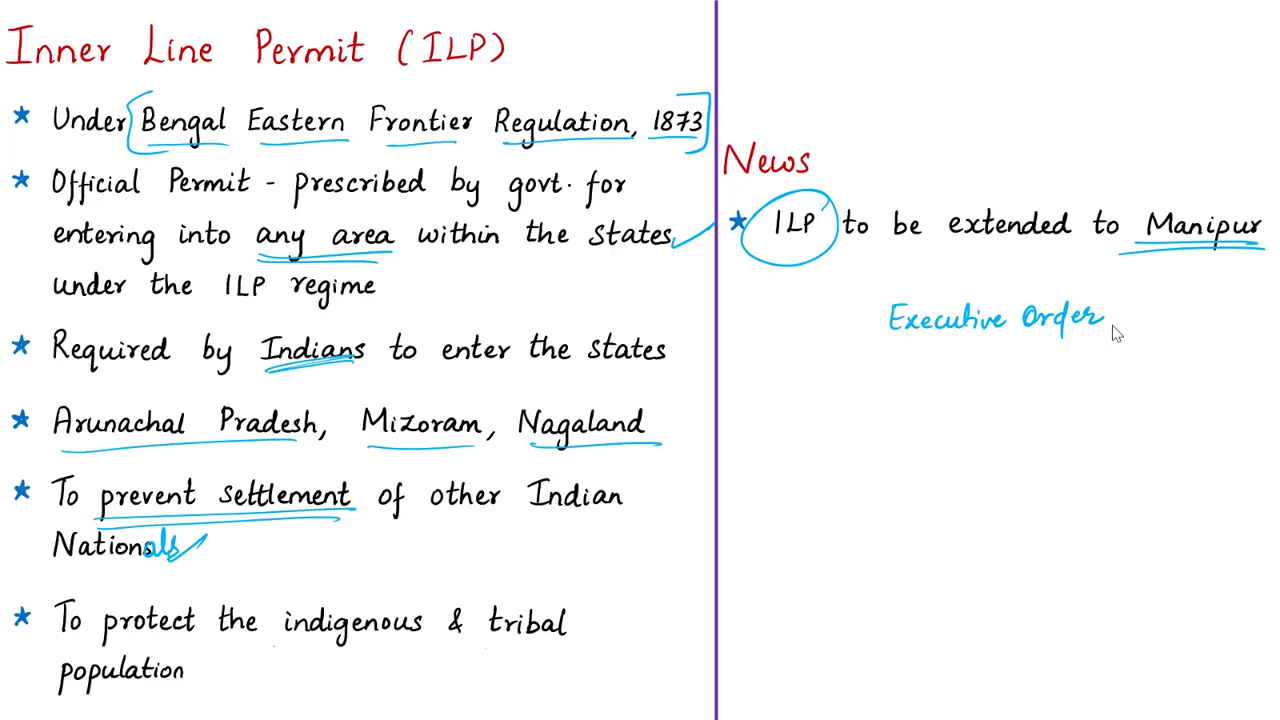 Inner Line Permit (ILP)
* Under [Bengal Eastern Frontier Regulation, 1873]
* Official Permit - prescribed by govt. for
entering into any area within the states
under the ILP regime
* Required by Indians to enter the states
* Arunachal Pradesh, Mizoram, Nagaland
* To prevent settlement of other Indian
Nationals
* To protect the indigenous & tribal
population
News
* ILP to be extended to Manipur
Executive Order